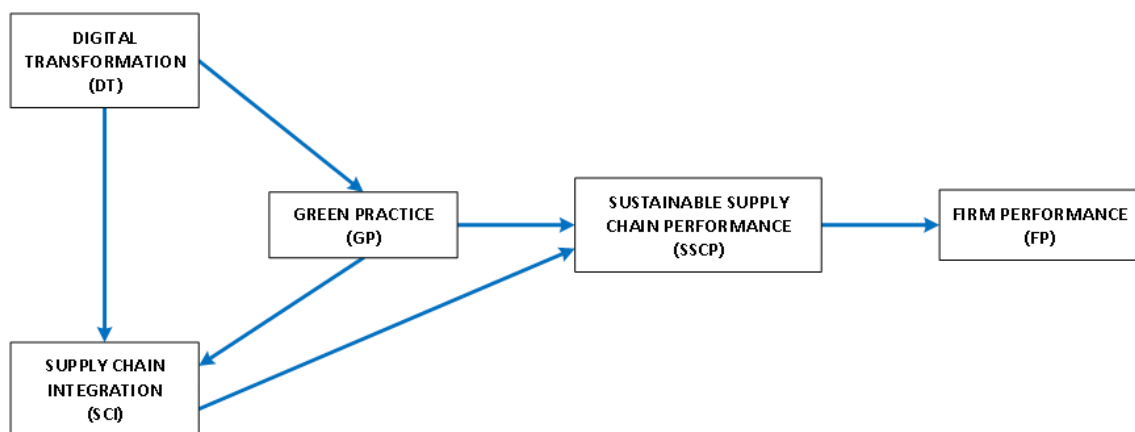 DIGITAL
TRANSFORMATION
(DT)
GREEN PRACTICE
(GP)
SUSTAINABLE SUPPLY
CHAIN PERFORMANCE
(SSCP)
FIRM PERFORMANCE
(FP)
SUPPLY CHAIN
INTEGRATION
(SCI)